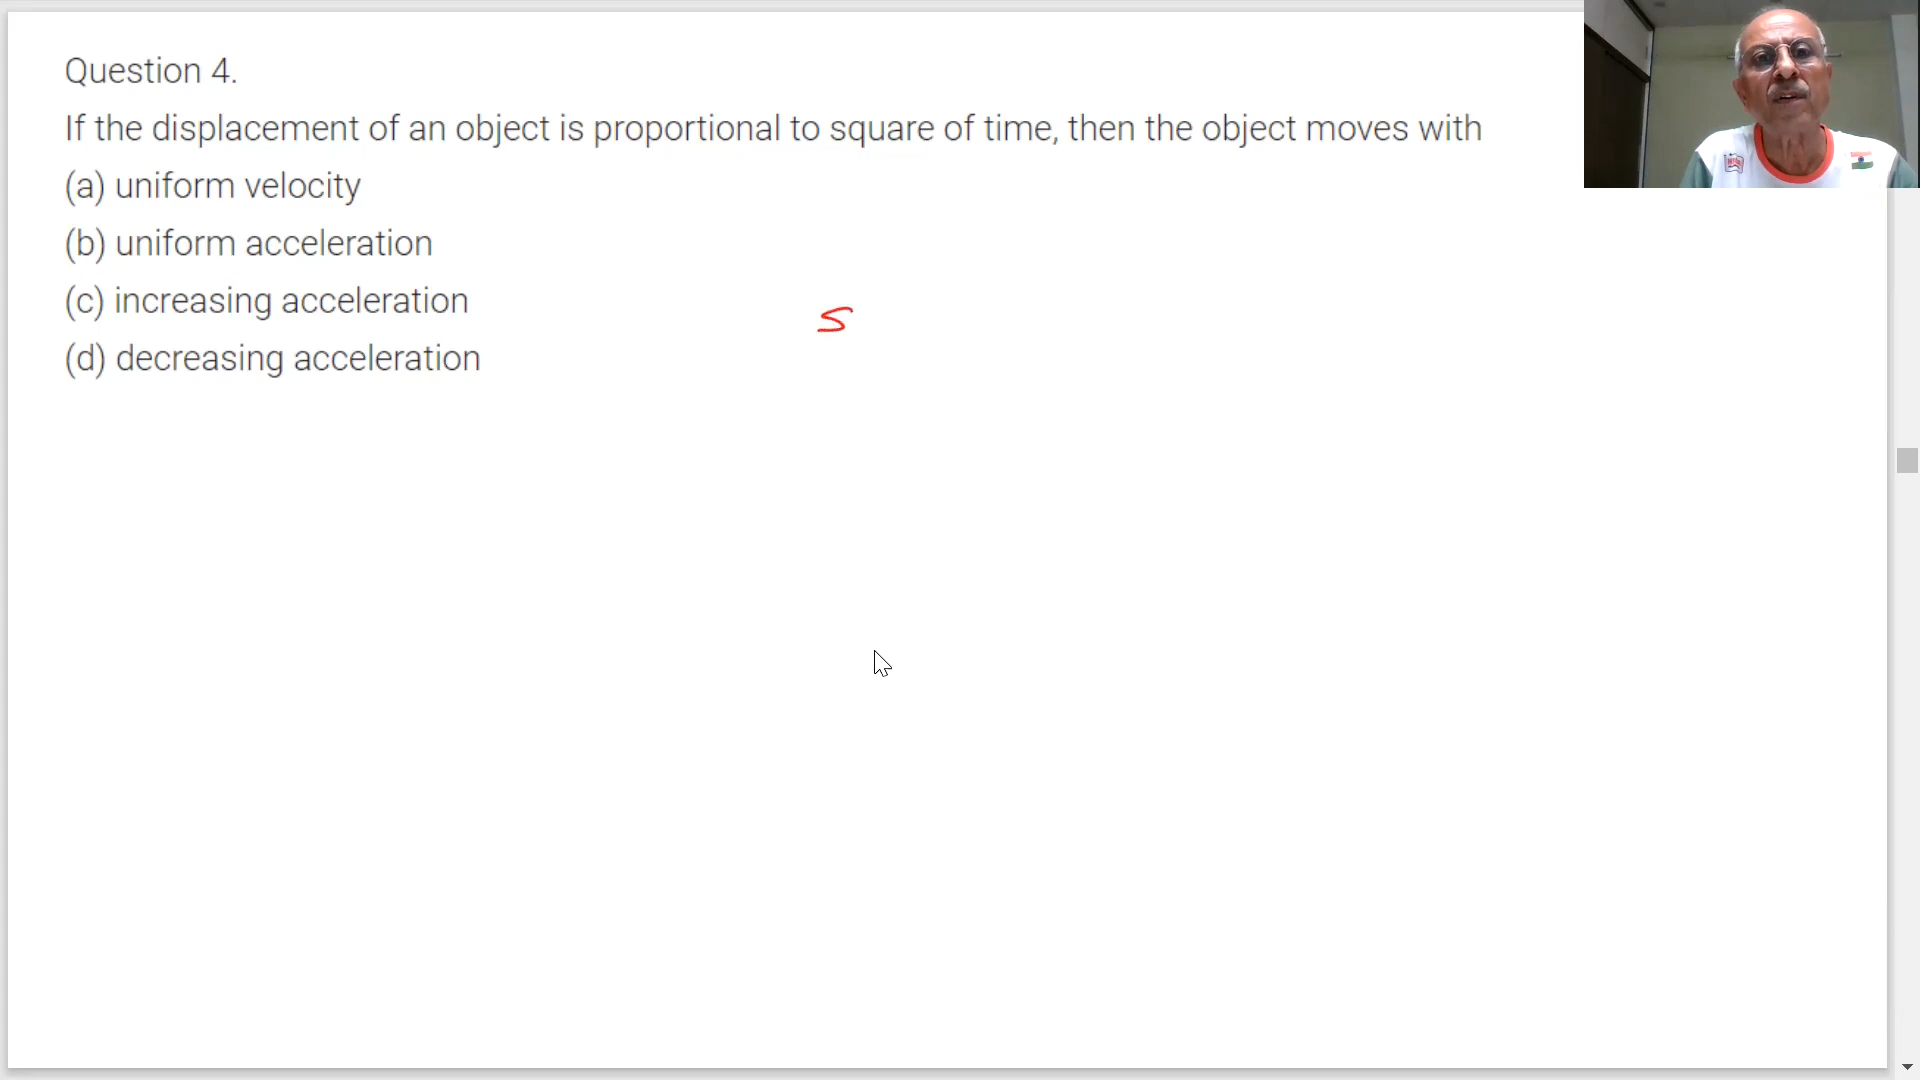 Question 4.
If the displacement of an object is proportional to square of time, then the object moves with
(a) uniform velocity
(b) uniform acceleration
(c) increasing acceleration
(d) decreasing acceleration
s